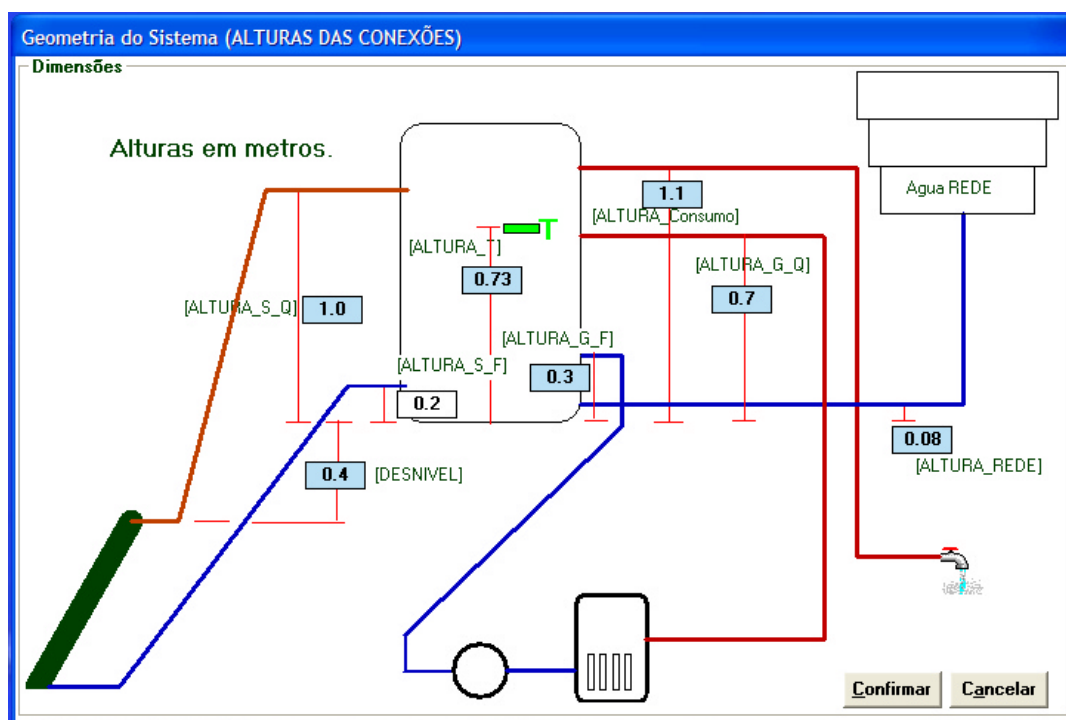 Geometria do Sistema (ALTURAS DAS CONEXÕES)
Dimensões
Alturas em metros.
Agua REDE
1.1
[ALTURA_Consumo]
T
[ALTURA_T]
0.73
[ALTURA_G_Q]
0.7
[ALTURA_S_Q]
1.0
[ALTURA_G_F]
0.3
[ALTURA_S_F]
0.2
0.08
[ALTURA_REDE]
0.4
[DESNIVEL]
Confirmar
Cancelar